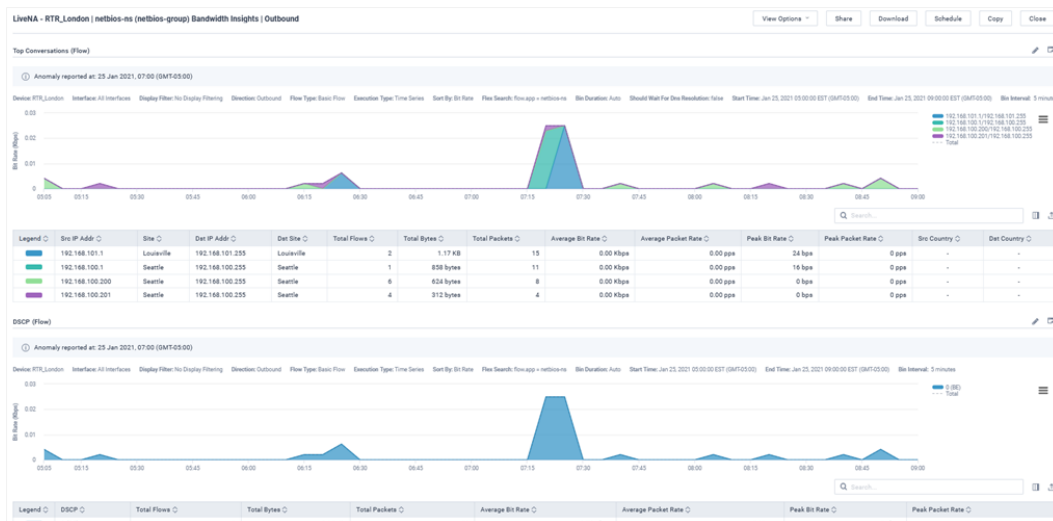 LiveNA - RTR_London | netbios-ns (netbios-group) Bandwidth Insights | Outbound
View Options Share Download Schedule Copy Close
Top Conversations (Flow)
Anomaly reported at: 25 Jan 2021, 07:00 (GMT-05:00)
Device: RTR_London Interface: All Interfaces Display Filter: No Display Filtering Direction: Outbound Flow Type: Basic Flow Execution Type: Time Series Sort By: Bit Rate Flex Search: flow.app = netbios-ns Bin Duration: Auto Should Wait For Dns Resolution: false Start Time: Jan 25, 2021 05:00:00 EST (GMT-05:00) End Time: Jan 25, 2021 09:00:00 EST (GMT-05:00) Bin Interval: 5 minute
Bit Rate (Kbps)
0.03
0.02
0.01
0
05:05 05:15 05:30 05:45 06:00 06:15 06:30 06:45 07:00 07:15 07:30 07:45 08:00 08:15 08:30 08:45 09:00
192.168.101.1/192.168.101.255
192.168.100.1/192.168.100.255
192.168.100.200/192.168.100.255
192.168.100.201/192.168.100.255
Total
Search...
Legend Src IP Addr Site Dst IP Addr Dst Site Total Flows Total Bytes Total Packets Average Bit Rate Average Packet Rate Peak Bit Rate Peak Packet Rate Src Country Dst Country
192.168.101.1 Louisville 192.168.101.255 Louisville 2 1.17 KB 15 0.00 Kbps 0.00 pps 24 bps 0 pps - -
192.168.100.1 Seattle 192.168.100.255 Seattle 1 858 bytes 11 0.00 Kbps 0.00 pps 16 bps 0 pps - -
192.168.100.200 Seattle 192.168.100.255 Seattle 6 624 bytes 8 0.00 Kbps 0.00 pps 0 bps 0 pps - -
192.168.100.201 Seattle 192.168.100.255 Seattle 4 312 bytes 4 0.00 Kbps 0.00 pps 0 bps 0 pps - -
DSCP (Flow)
Anomaly reported at: 25 Jan 2021, 07:00 (GMT-05:00)
Device: RTR_London Interface: All Interfaces Display Filter: No Display Filtering Direction: Outbound Flow Type: Basic Flow Execution Type: Time Series Sort By: Bit Rate Flex Search: flow.app = netbios-ns Bin Duration: Auto Start Time: Jan 25, 2021 05:00:00 EST (GMT-05:00) End Time: Jan 25, 2021 09:00:00 EST (GMT-05:00) Bin Interval: 5 minutes
Bit Rate (Kbps)
0.03
0.02
0.01
0
05:05 05:15 05:30 05:45 06:00 06:15 06:30 06:45 07:00 07:15 07:30 07:45 08:00 08:15 08:30 08:45 09:00
0 (BE)
Total
Search...
Legend DSCP Total Flows Total Bytes Total Packets Average Bit Rate Average Packet Rate Peak Bit Rate Peak Packet Rate